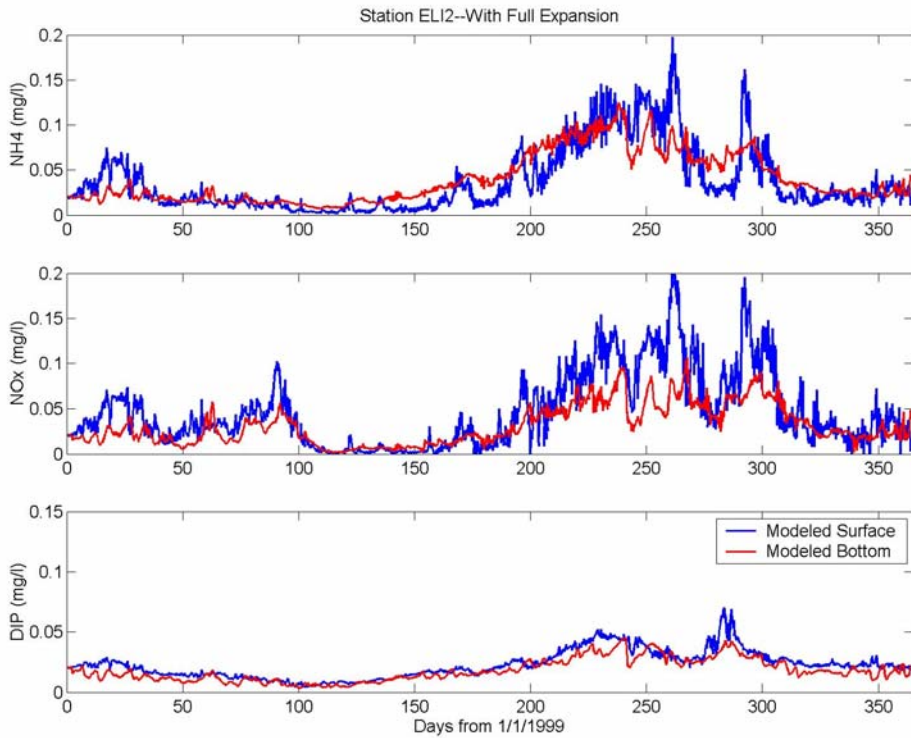 Station ELI2--With Full Expansion
0.2
0.15
0.1
0.05
0
NH4 (mg/l)
0 50 100 150 200 250 300 350
0.2
0.15
0.1
0.05
0
NOx (mg/l)
0 50 100 150 200 250 300 350
0.15
0.1
0.05
0
DIP (mg/l)
Modeled Surface
Modeled Bottom
0 50 100 150 200 250 300 350
Days from 1/1/1999